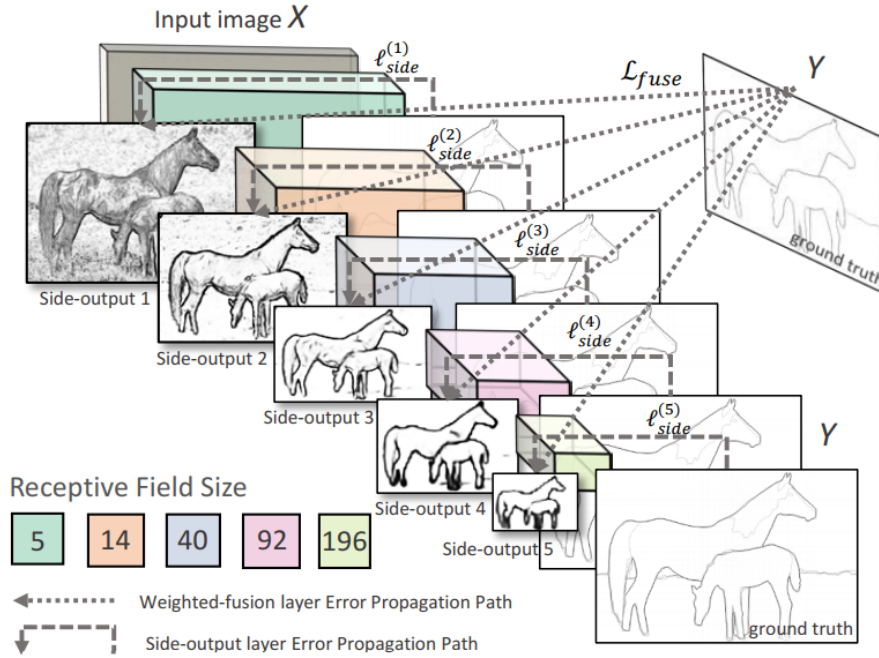 Input image X
ℓ_side^(1)
ℒ_fuse
Y
ℓ_side^(2)
ℓ_side^(3)
ground truth
Side-output 1
Side-output 2
ℓ_side^(4)
Side-output 3
ℓ_side^(5)
Y
Receptive Field Size
Side-output 4
5 14 40 92 196
Side-output 5
Weighted-fusion layer Error Propagation Path
ground truth
Side-output layer Error Propagation Path